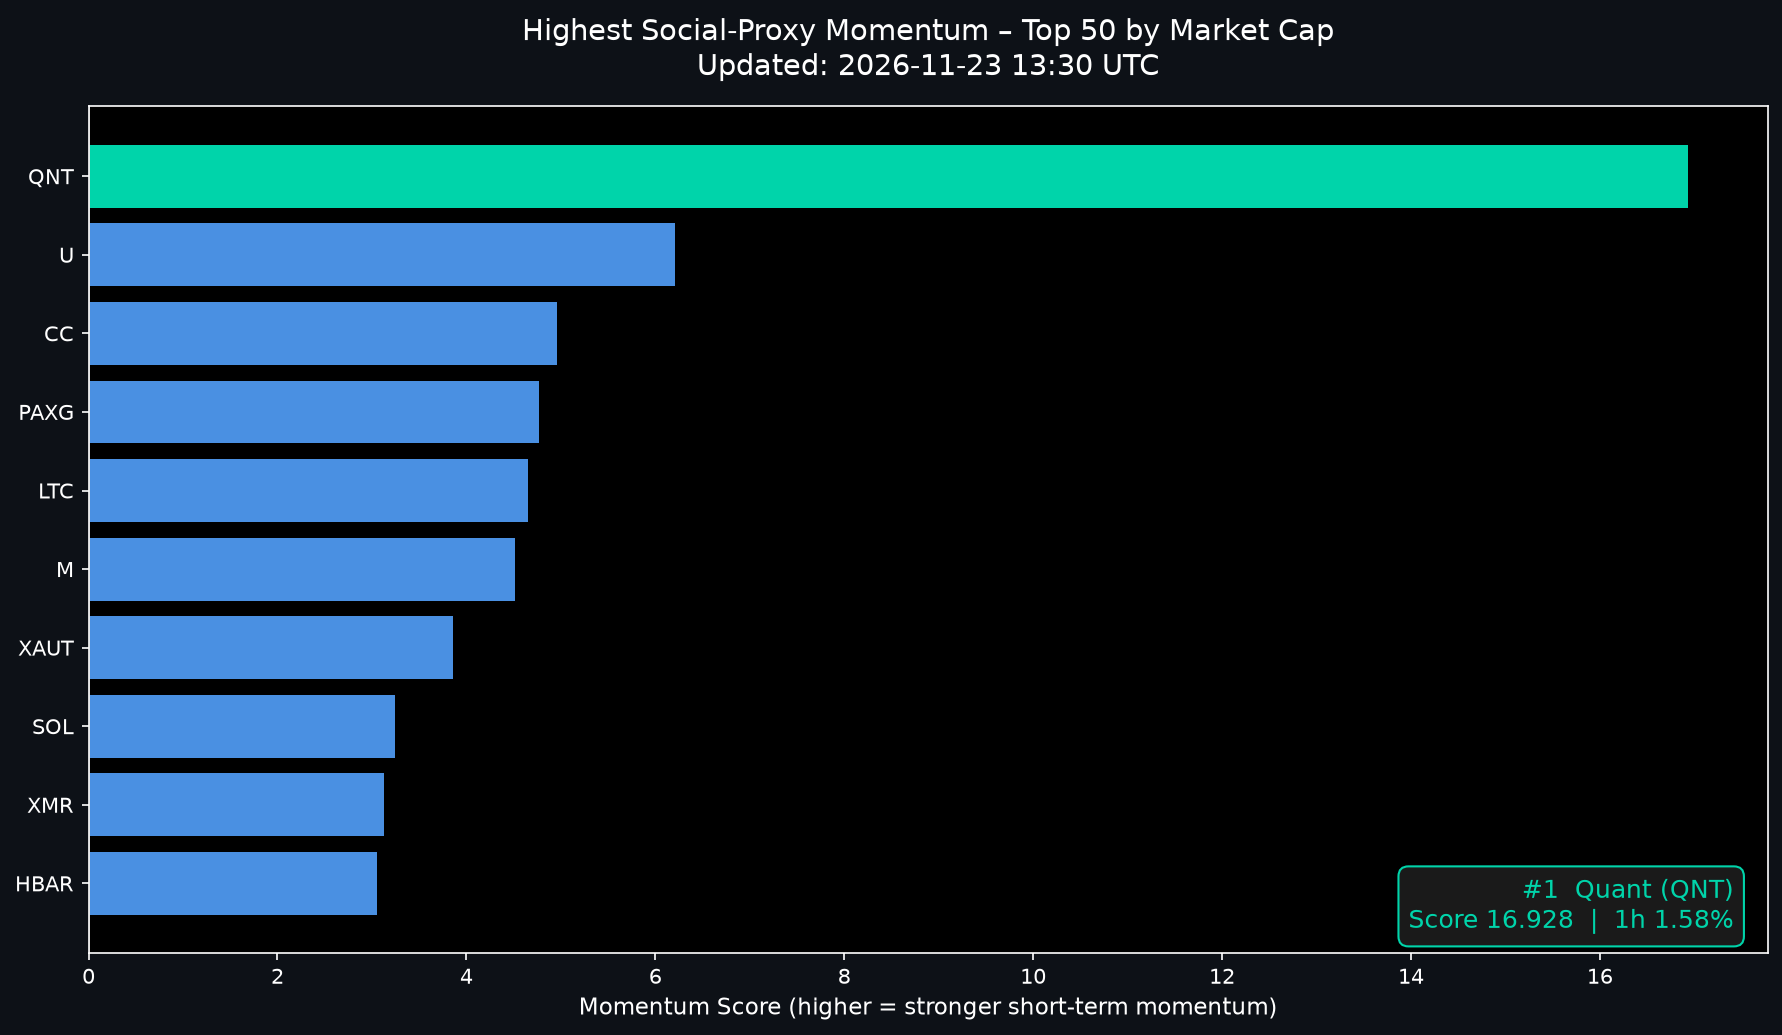 Highest Social-Proxy Momentum – Top 50 by Market Cap
Updated: 2026-11-23 13:30 UTC
QNT
U
CC
PAXG
LTC
M
XAUT
SOL
XMR
HBAR
#1 Quant (QNT)
Score 16.928 | 1h 1.58%
0 2 4 6 8 10 12 14 16
Momentum Score (higher = stronger short-term momentum)